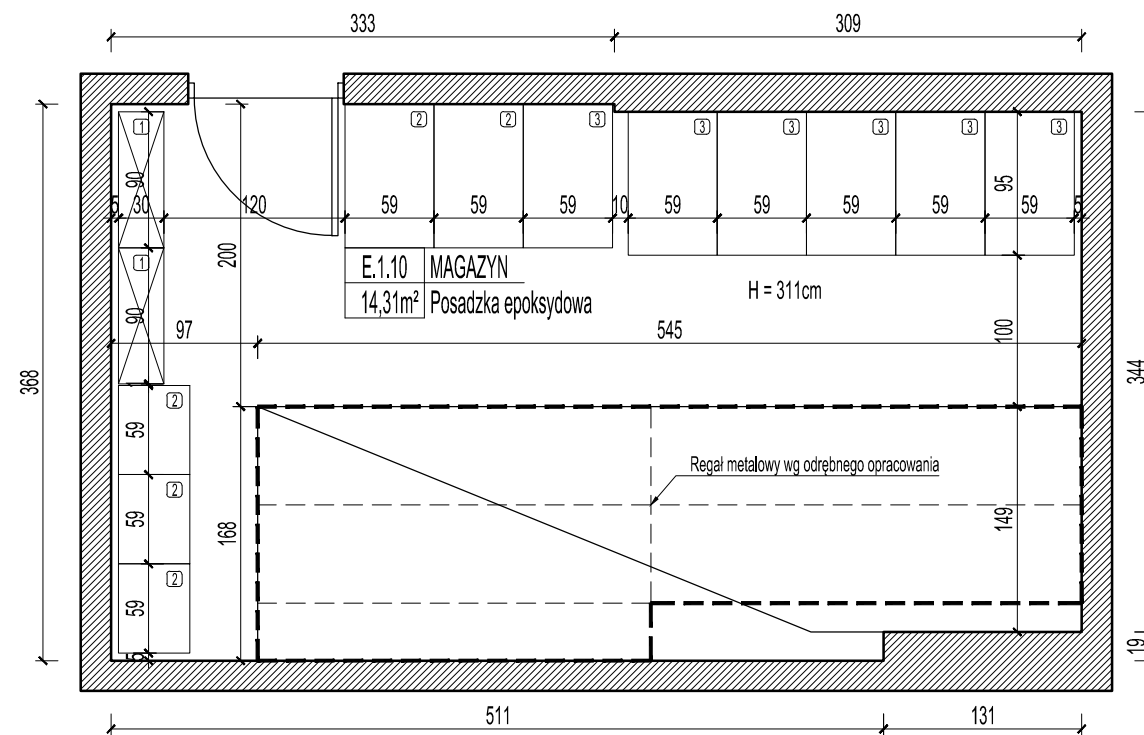 333 309
1 2 2 3 3 3 3 3 3
90 95
5 30 120 59 59 59 10 59 59 59 59 59 5
200
1 E.1.10 MAGAZYN
14,31m² Posadzka epoksydowa
H = 311cm
90 97 545 100
368 344
2
59
Regał metalowy wg odrębnego opracowania
2
59 168 149
2
59
19
5
511 131